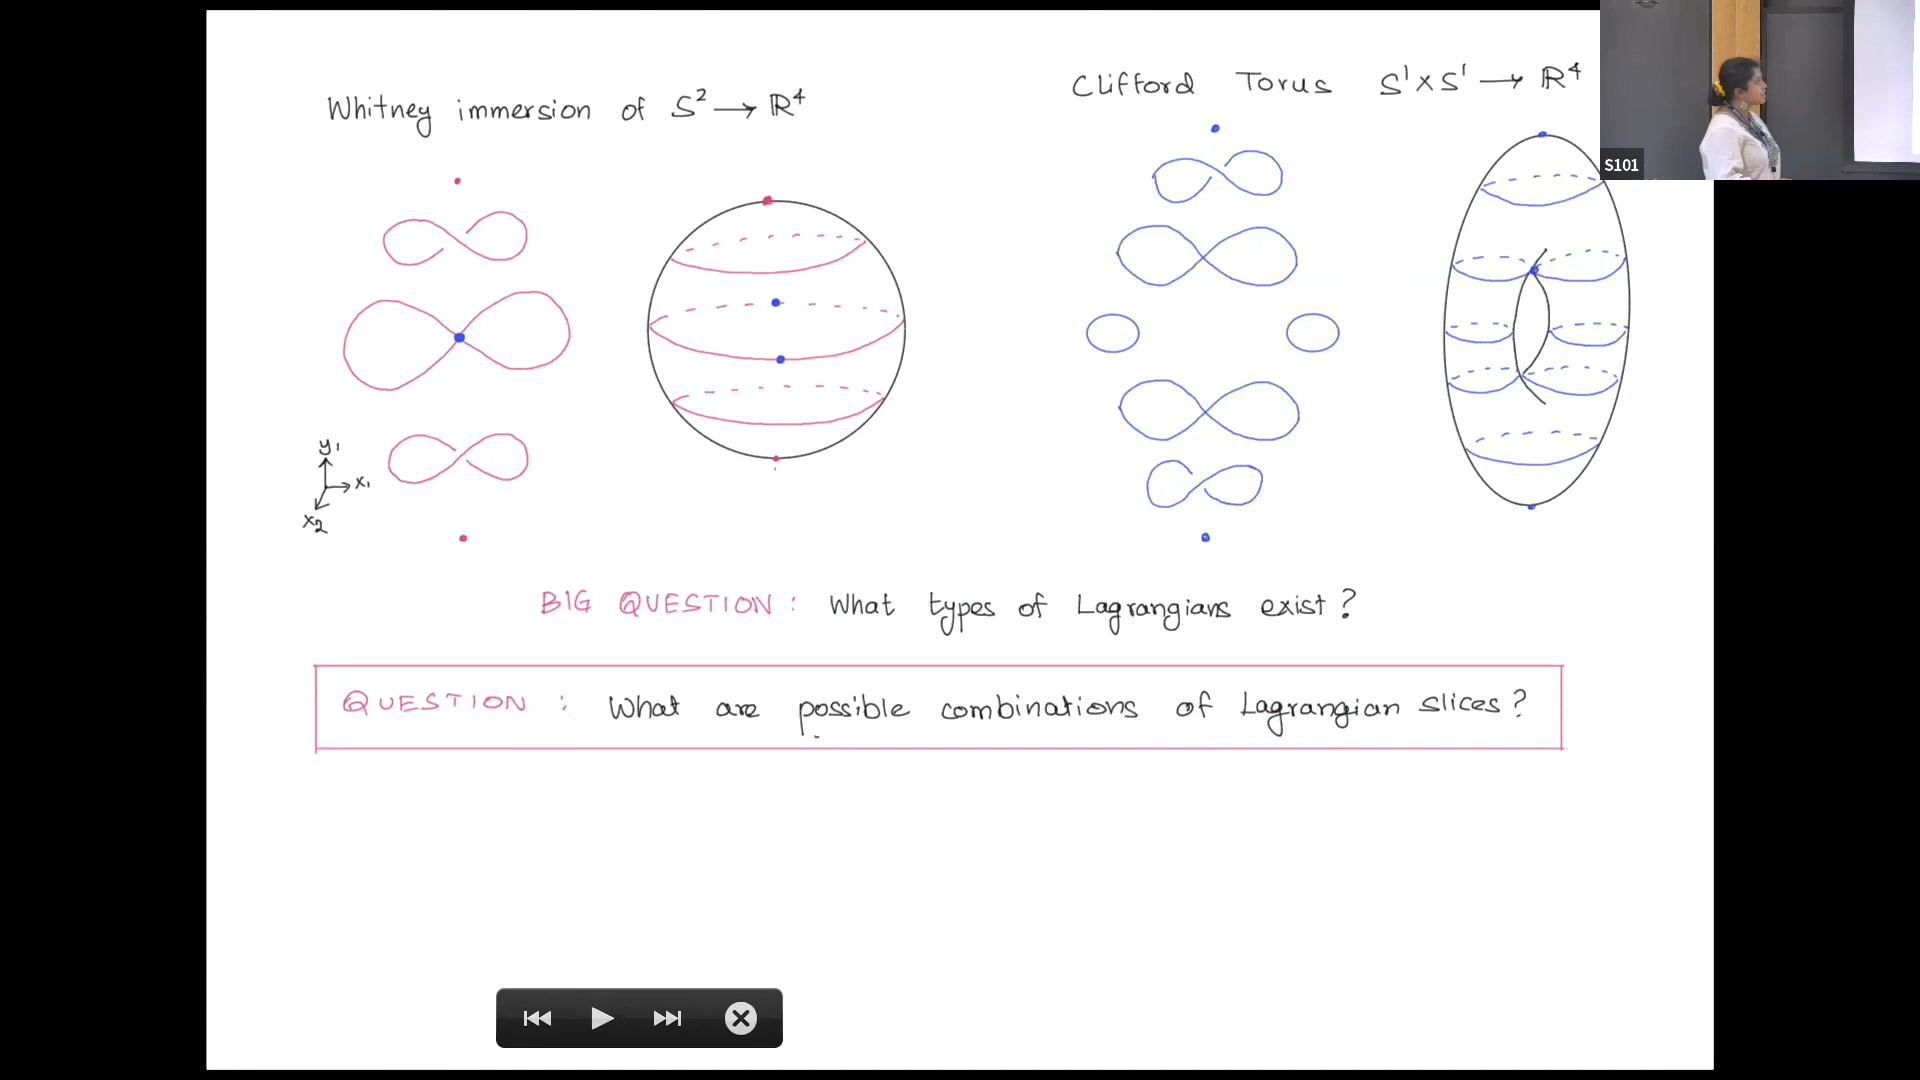 Whitney immersion of S² → ℝ⁴
Clifford Torus S¹×S¹ → ℝ⁴
S101
y₁
x₁
x₂
BIG QUESTION: What types of Lagrangians exist?
QUESTION: What are possible combinations of Lagrangian slices?